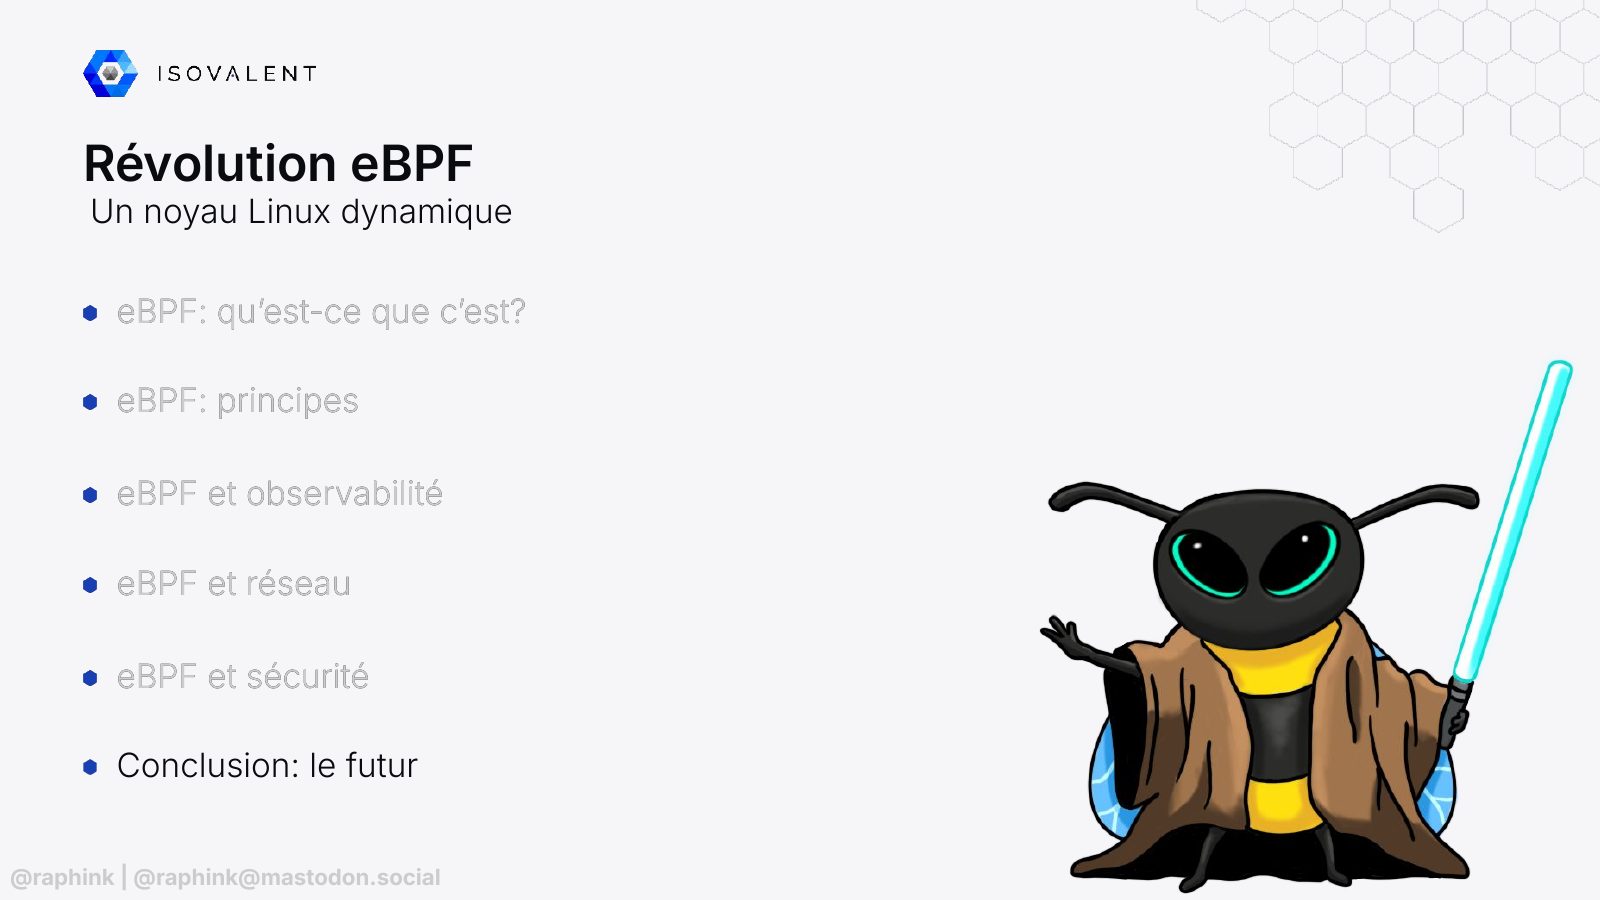 ISOVALENT
Révolution eBPF
Un noyau Linux dynamique
eBPF: qu’est-ce que c’est?
eBPF: principes
eBPF et observabilité
eBPF et réseau
eBPF et sécurité
Conclusion: le futur
@raphink | @raphink@mastodon.social